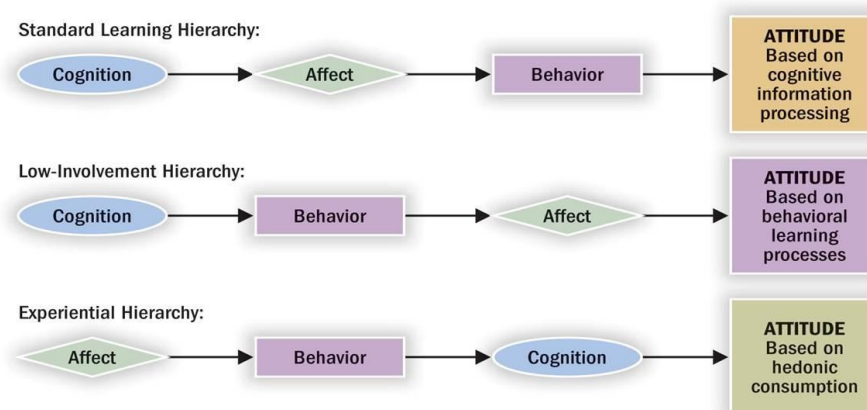 Standard Learning Hierarchy:
Cognition
Affect
Behavior
ATTITUDE
Based on
cognitive
information
processing
Low-Involvement Hierarchy:
Cognition
Behavior
Affect
ATTITUDE
Based on
behavioral
learning
processes
Experiential Hierarchy:
Affect
Behavior
Cognition
ATTITUDE
Based on
hedonic
consumption